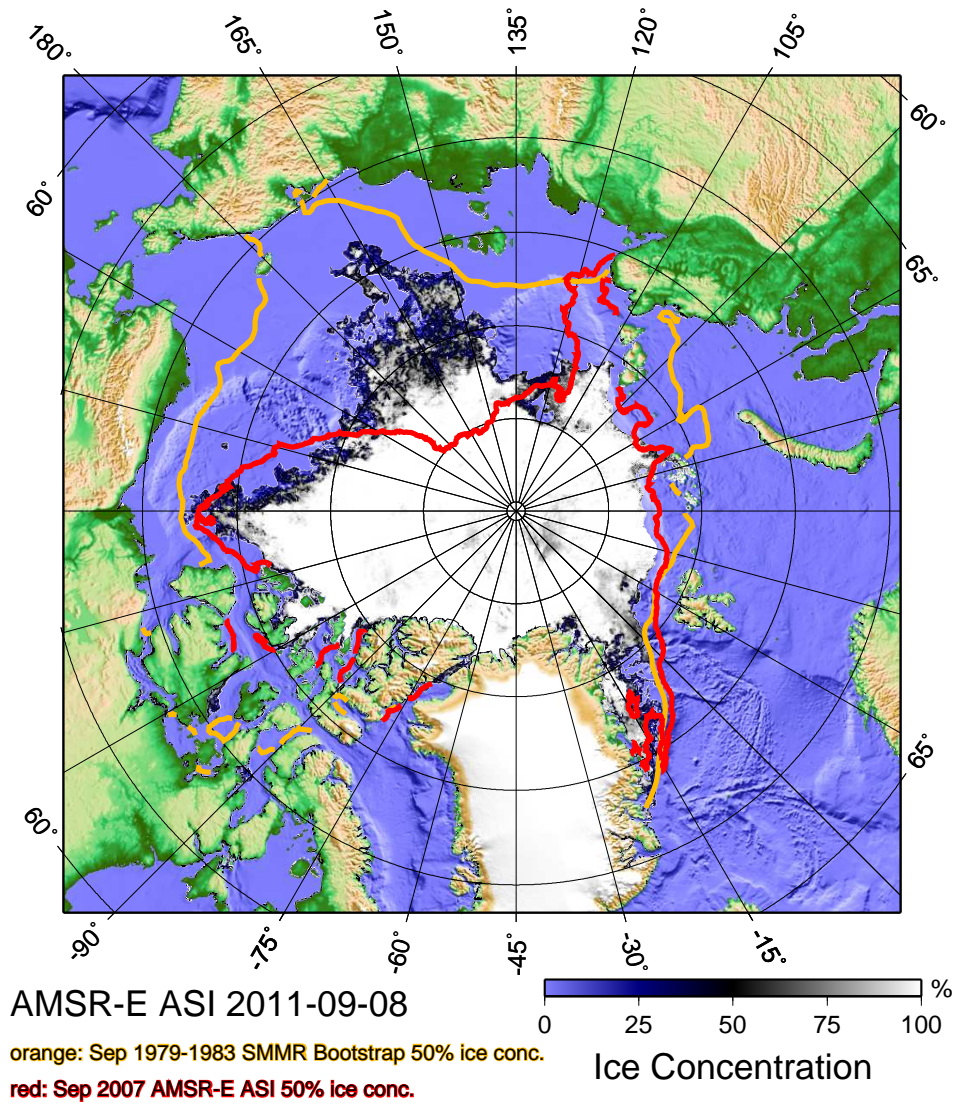 180° 165° 150° 135° 120° 105°
60° 60°
65°
60° 65°
-90° -75° -60° -45° -30° -15°
AMSR-E ASI 2011-09-08
%
0 25 50 75 100
orange: Sep 1979-1983 SMMR Bootstrap 50% ice conc.
Ice Concentration
red: Sep 2007 AMSR-E ASI 50% ice conc.